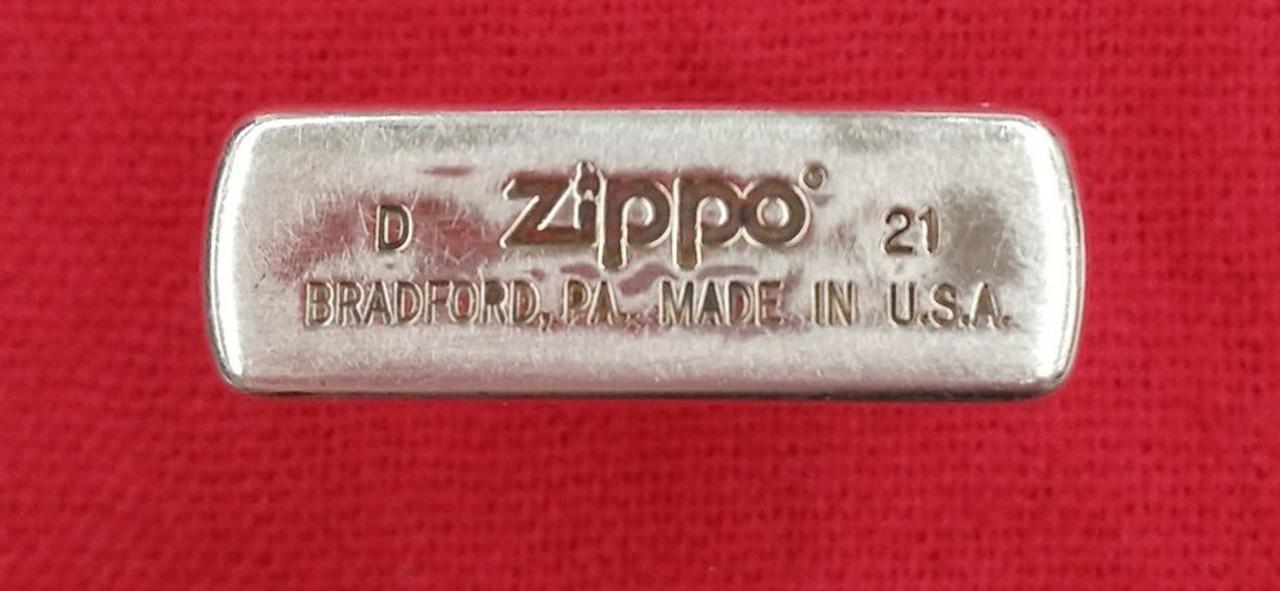 D Zippo® 21
BRADFORD, PA. MADE IN U.S.A.